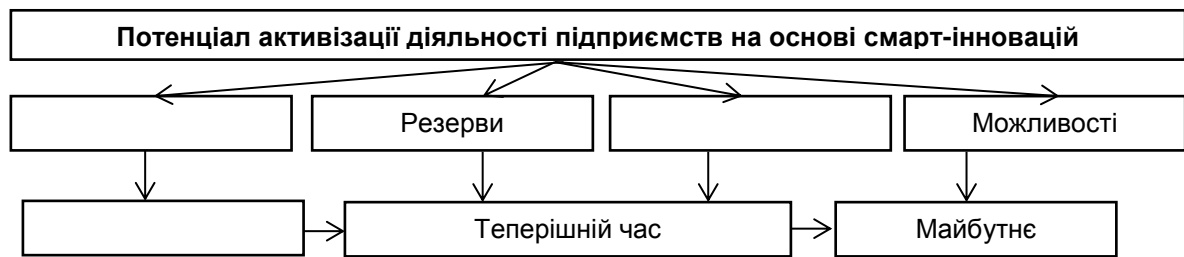 Потенціал активізації діяльності підприємств на основі смарт-інновацій
Резерви
Можливості
Теперішній час
Майбутнє